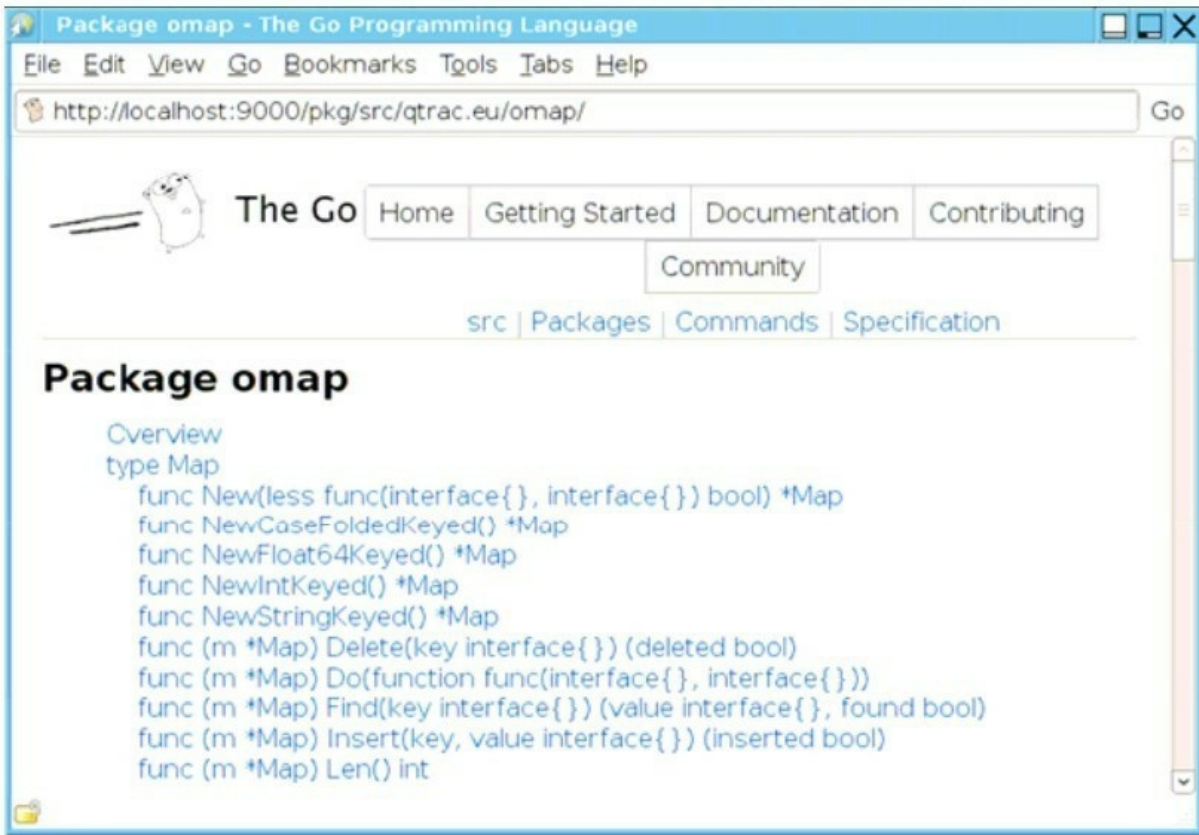 Package omap - The Go Programming Language
File Edit View Go Bookmarks Tools Tabs Help
http://localhost:9000/pkg/src/qtrac.eu/omap/ Go
The Go Home Getting Started Documentation Contributing
Community
src | Packages | Commands | Specification
Package omap
Overview
type Map
func New(less func(interface{}, interface{}) bool) *Map
func NewCaseFoldedKeyed() *Map
func NewFloat64Keyed() *Map
func NewIntKeyed() *Map
func NewStringKeyed() *Map
func (m *Map) Delete(key interface{}) (deleted bool)
func (m *Map) Do(function func(interface{}, interface{}))
func (m *Map) Find(key interface{}) (value interface{}, found bool)
func (m *Map) Insert(key, value interface{}) (inserted bool)
func (m *Map) Len() int